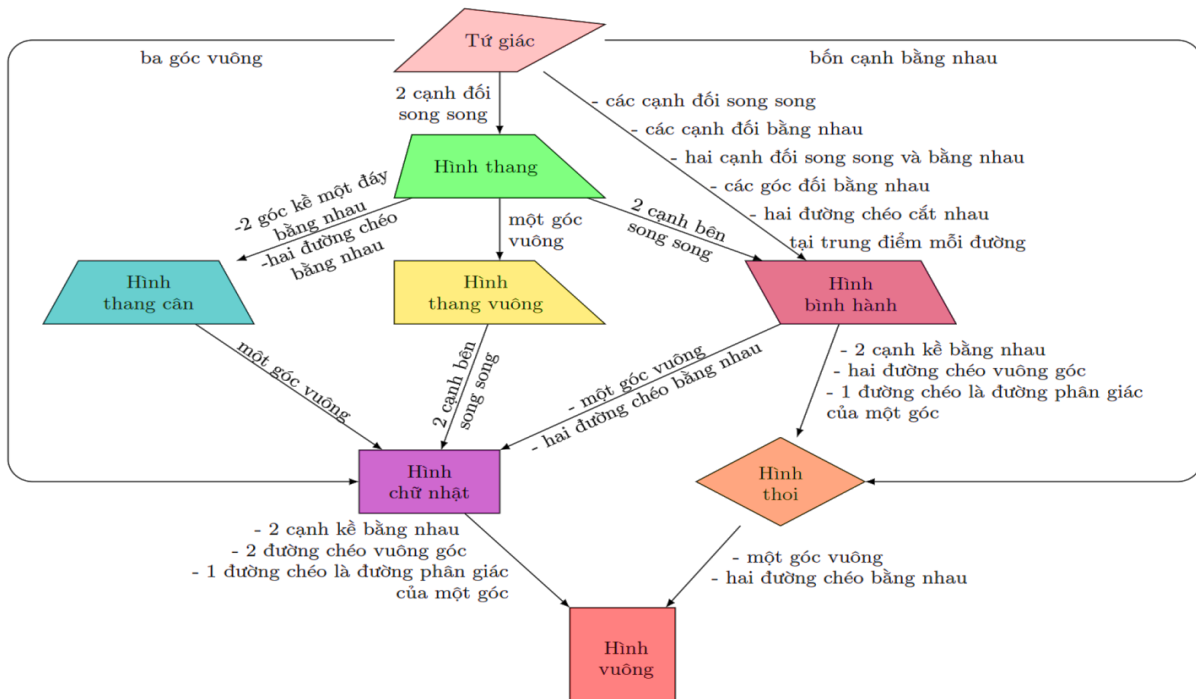 Tứ giác
ba góc vuông
bốn cạnh bằng nhau
2 cạnh đối
song song
- các cạnh đối song song
- các cạnh đối bằng nhau
- hai cạnh đối song song và bằng nhau
- các góc đối bằng nhau
- hai đường chéo cắt nhau
tại trung điểm mỗi đường
Hình thang
-2 góc kề một đáy
bằng nhau
-hai đường chéo
bằng nhau
một góc
vuông
2 cạnh bên
song song
Hình
thang cân
Hình
thang vuông
Hình
bình hành
một góc vuông
2 cạnh bên
song song
- một góc vuông
- hai đường chéo bằng nhau
- 2 cạnh kề bằng nhau
- hai đường chéo vuông góc
- 1 đường chéo là đường phân giác
của một góc
Hình
chữ nhật
Hình
thoi
- 2 cạnh kề bằng nhau
- 2 đường chéo vuông góc
- 1 đường chéo là đường phân giác
của một góc
- một góc vuông
- hai đường chéo bằng nhau
Hình
vuông